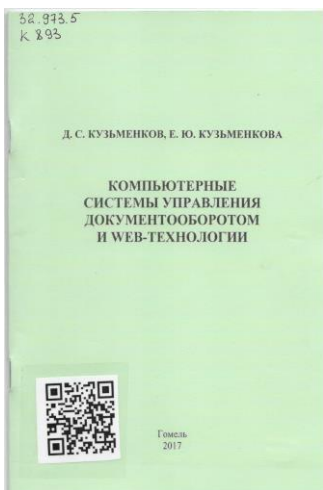 32.973.5
К 893
Д. С. КУЗЬМЕНКОВ, Е. Ю. КУЗЬМЕНКОВА
КОМПЬЮТЕРНЫЕ
СИСТЕМЫ УПРАВЛЕНИЯ
ДОКУМЕНТООБОРОТОМ
И WEB-ТЕХНОЛОГИИ
Гомель
2017